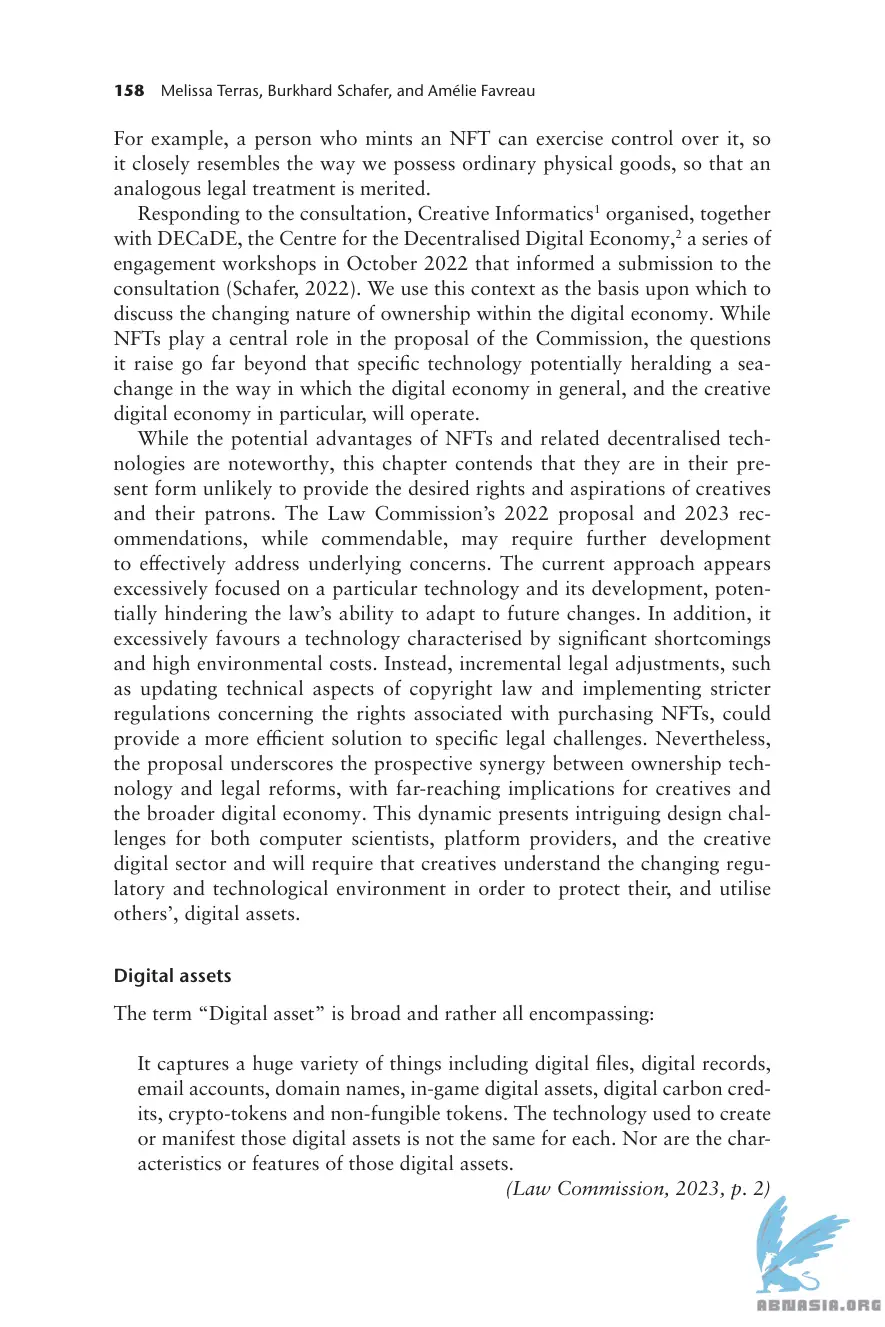 158 Melissa Terras, Burkhard Schafer, and Amélie Favreau
For example, a person who mints an NFT can exercise control over it, so
it closely resembles the way we possess ordinary physical goods, so that an
analogous legal treatment is merited.
Responding to the consultation, Creative Informatics1 organised, together
with DECaDE, the Centre for the Decentralised Digital Economy,2 a series of
engagement workshops in October 2022 that informed a submission to the
consultation (Schafer, 2022). We use this context as the basis upon which to
discuss the changing nature of ownership within the digital economy. While
NFTs play a central role in the proposal of the Commission, the questions
it raise go far beyond that specific technology potentially heralding a sea-
change in the way in which the digital economy in general, and the creative
digital economy in particular, will operate.
While the potential advantages of NFTs and related decentralised tech-
nologies are noteworthy, this chapter contends that they are in their pre-
sent form unlikely to provide the desired rights and aspirations of creatives
and their patrons. The Law Commission’s 2022 proposal and 2023 rec-
ommendations, while commendable, may require further development
to effectively address underlying concerns. The current approach appears
excessively focused on a particular technology and its development, poten-
tially hindering the law’s ability to adapt to future changes. In addition, it
excessively favours a technology characterised by significant shortcomings
and high environmental costs. Instead, incremental legal adjustments, such
as updating technical aspects of copyright law and implementing stricter
regulations concerning the rights associated with purchasing NFTs, could
provide a more efficient solution to specific legal challenges. Nevertheless,
the proposal underscores the prospective synergy between ownership tech-
nology and legal reforms, with far-reaching implications for creatives and
the broader digital economy. This dynamic presents intriguing design chal-
lenges for both computer scientists, platform providers, and the creative
digital sector and will require that creatives understand the changing regu-
latory and technological environment in order to protect their, and utilise
others’, digital assets.
Digital assets
The term “Digital asset” is broad and rather all encompassing:
It captures a huge variety of things including digital files, digital records,
email accounts, domain names, in-game digital assets, digital carbon cred-
its, crypto-tokens and non-fungible tokens. The technology used to create
or manifest those digital assets is not the same for each. Nor are the char-
acteristics or features of those digital assets.
(Law Commission, 2023, p. 2)
ABNASIA.ORG